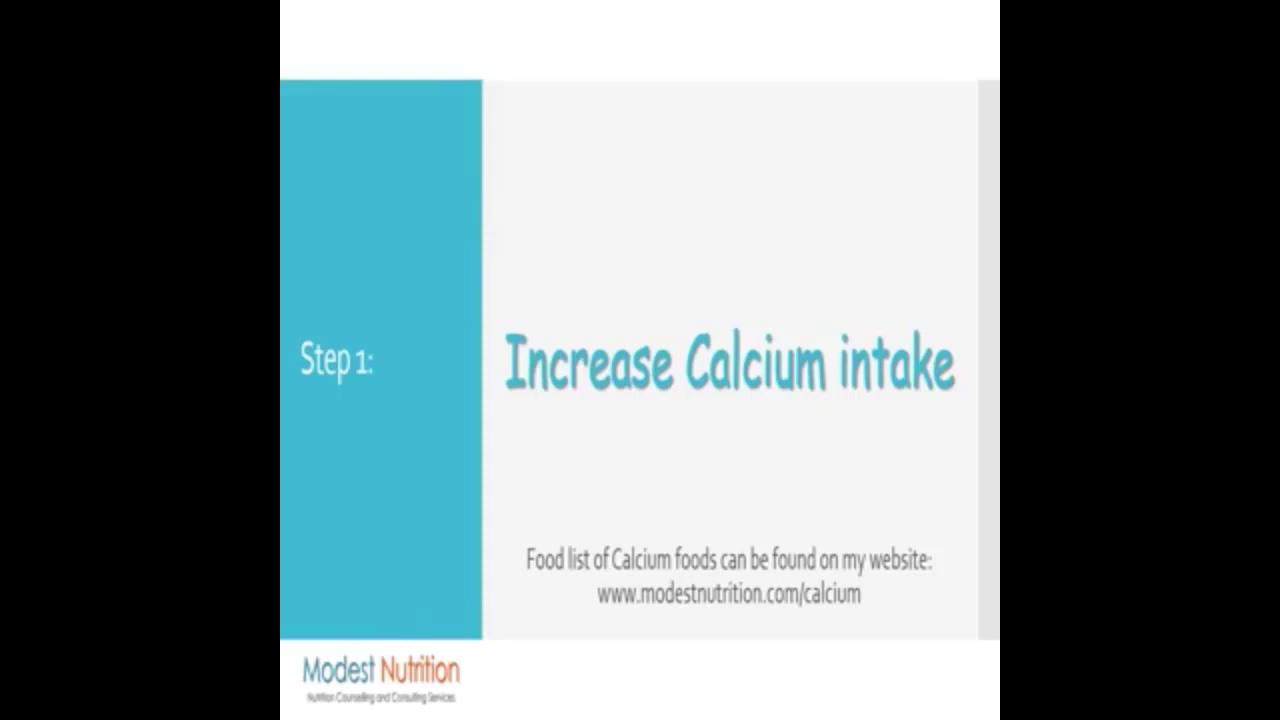 Step 1:
Increase Calcium intake
Food list of Calcium foods can be found on my website:
www.modestnutrition.com/calcium
Modest Nutrition
Nutrition Counselling and Consulting Services